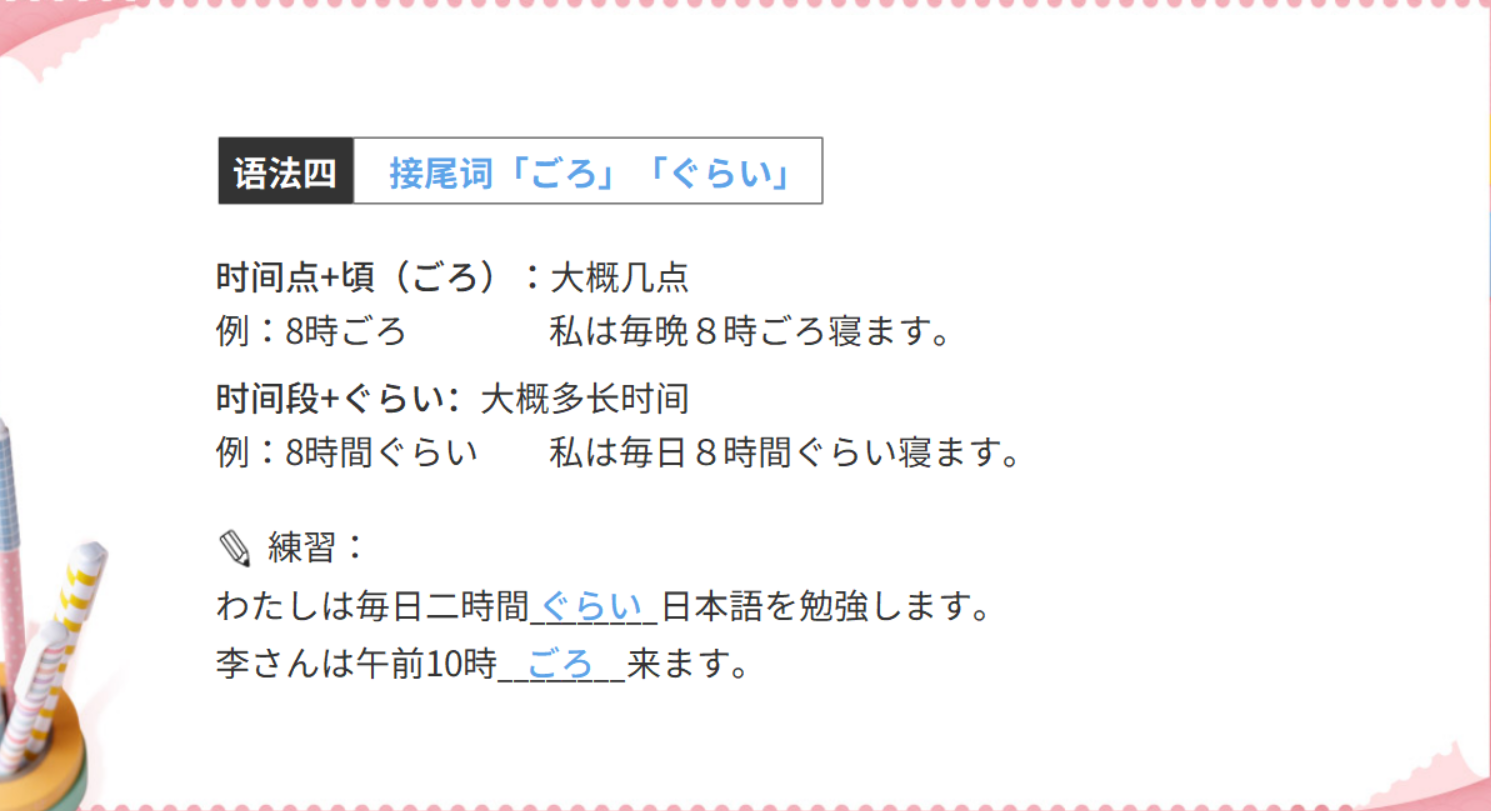 语法四 接尾词「ごろ」「ぐらい」
时间点+頃（ごろ）：大概几点
例：8時ごろ 私は毎晩８時ごろ寝ます。
时间段+ぐらい：大概多长时间
例：8時間ぐらい 私は毎日８時間ぐらい寝ます。
練習：
わたしは毎日二時間_ぐらい_日本語を勉強します。
李さんは午前10時__ごろ__来ます。